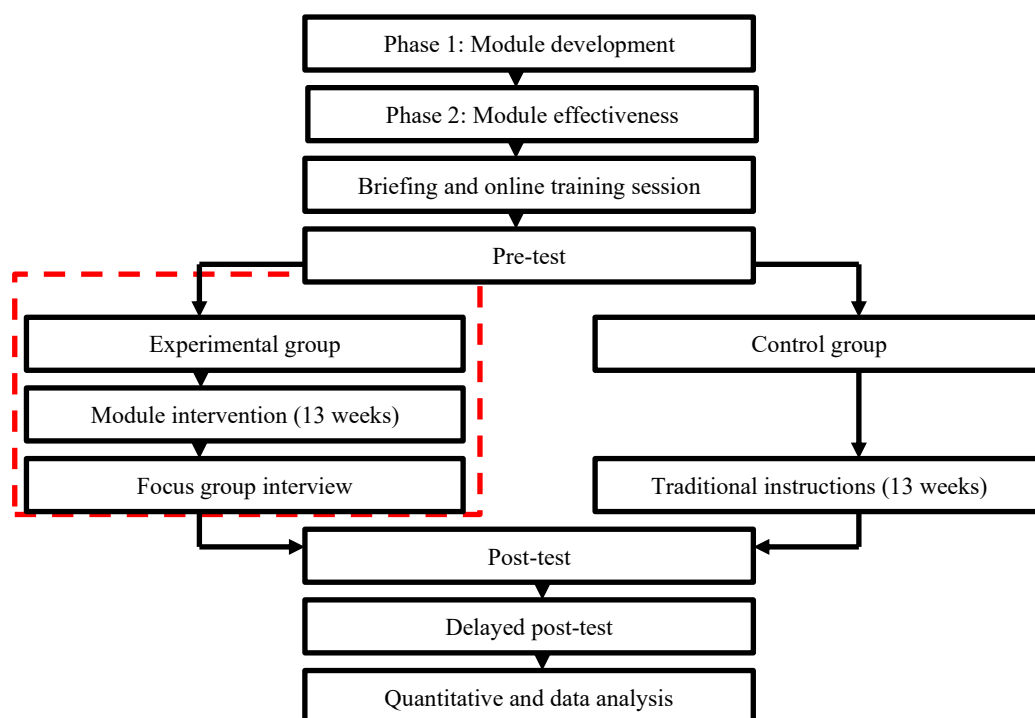 Phase 1: Module development
Phase 2: Module effectiveness
Briefing and online training session
Pre-test
Experimental group
Control group
Module intervention (13 weeks)
Focus group interview
Traditional instructions (13 weeks)
Post-test
Delayed post-test
Quantitative and data analysis